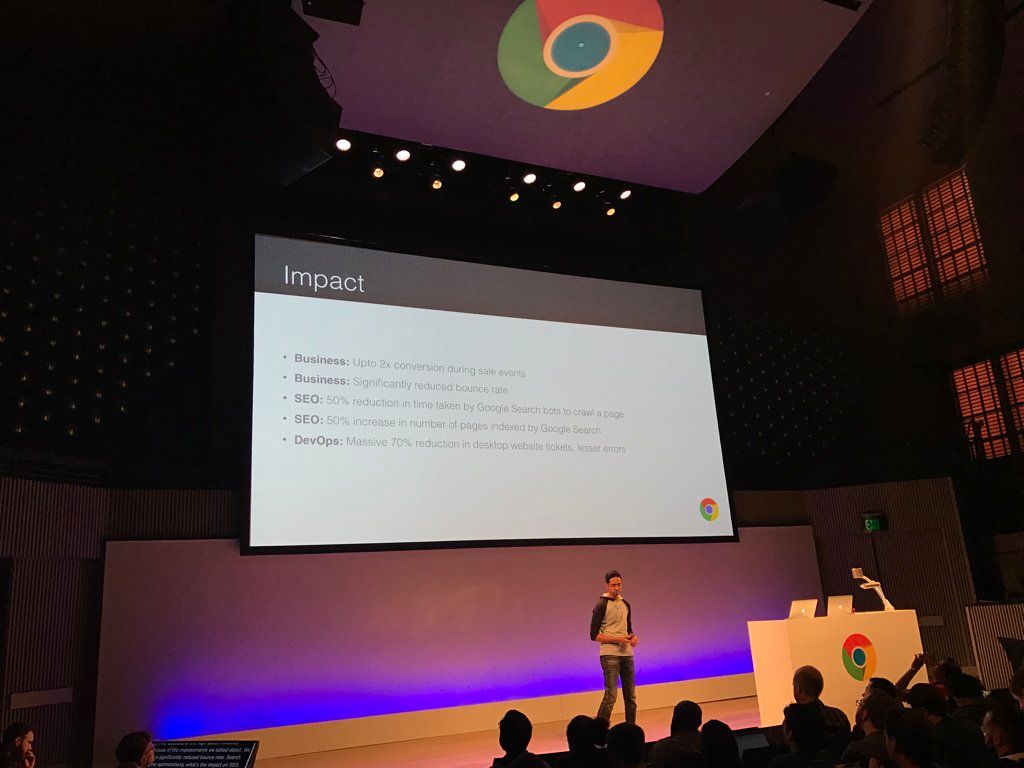 Impact
• Business: Upto 2x conversion during sale events
• Business: Significantly reduced bounce rate
• SEO: 50% reduction in time taken by Google Search bots to crawl a page
• SEO: 50% increase in number of pages indexed by Google Search
• DevOps: Massive 70% reduction in desktop website tickets, lesser errors
EXIT
because of the improvements we talked about. We
a significantly reduced bounce rate. Search
optimizations, what's the impact on SEO.